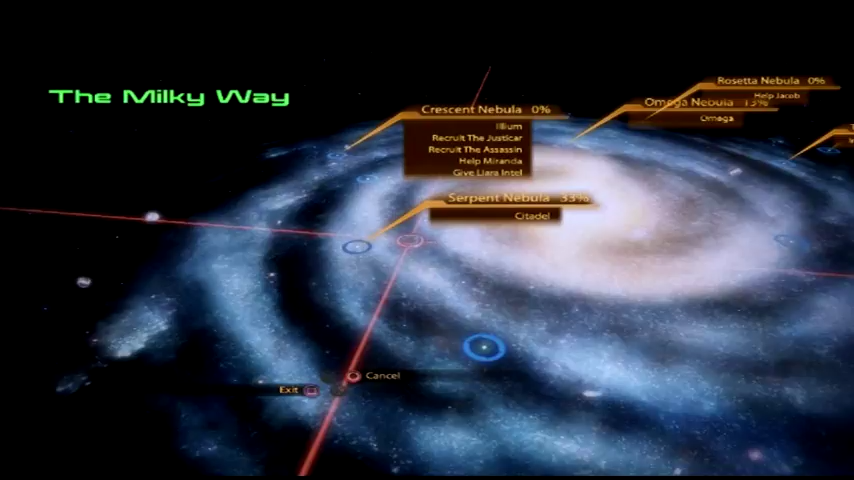 The Milky Way
Rosetta Nebula 0%
Help Jacob
Omega Nebula 13%
Omega
Crescent Nebula 0%
Illium
Recruit The Justicar
Recruit The Assassin
Help Miranda
Give Liara Intel
Serpent Nebula 33%
Citadel
Cancel
Exit